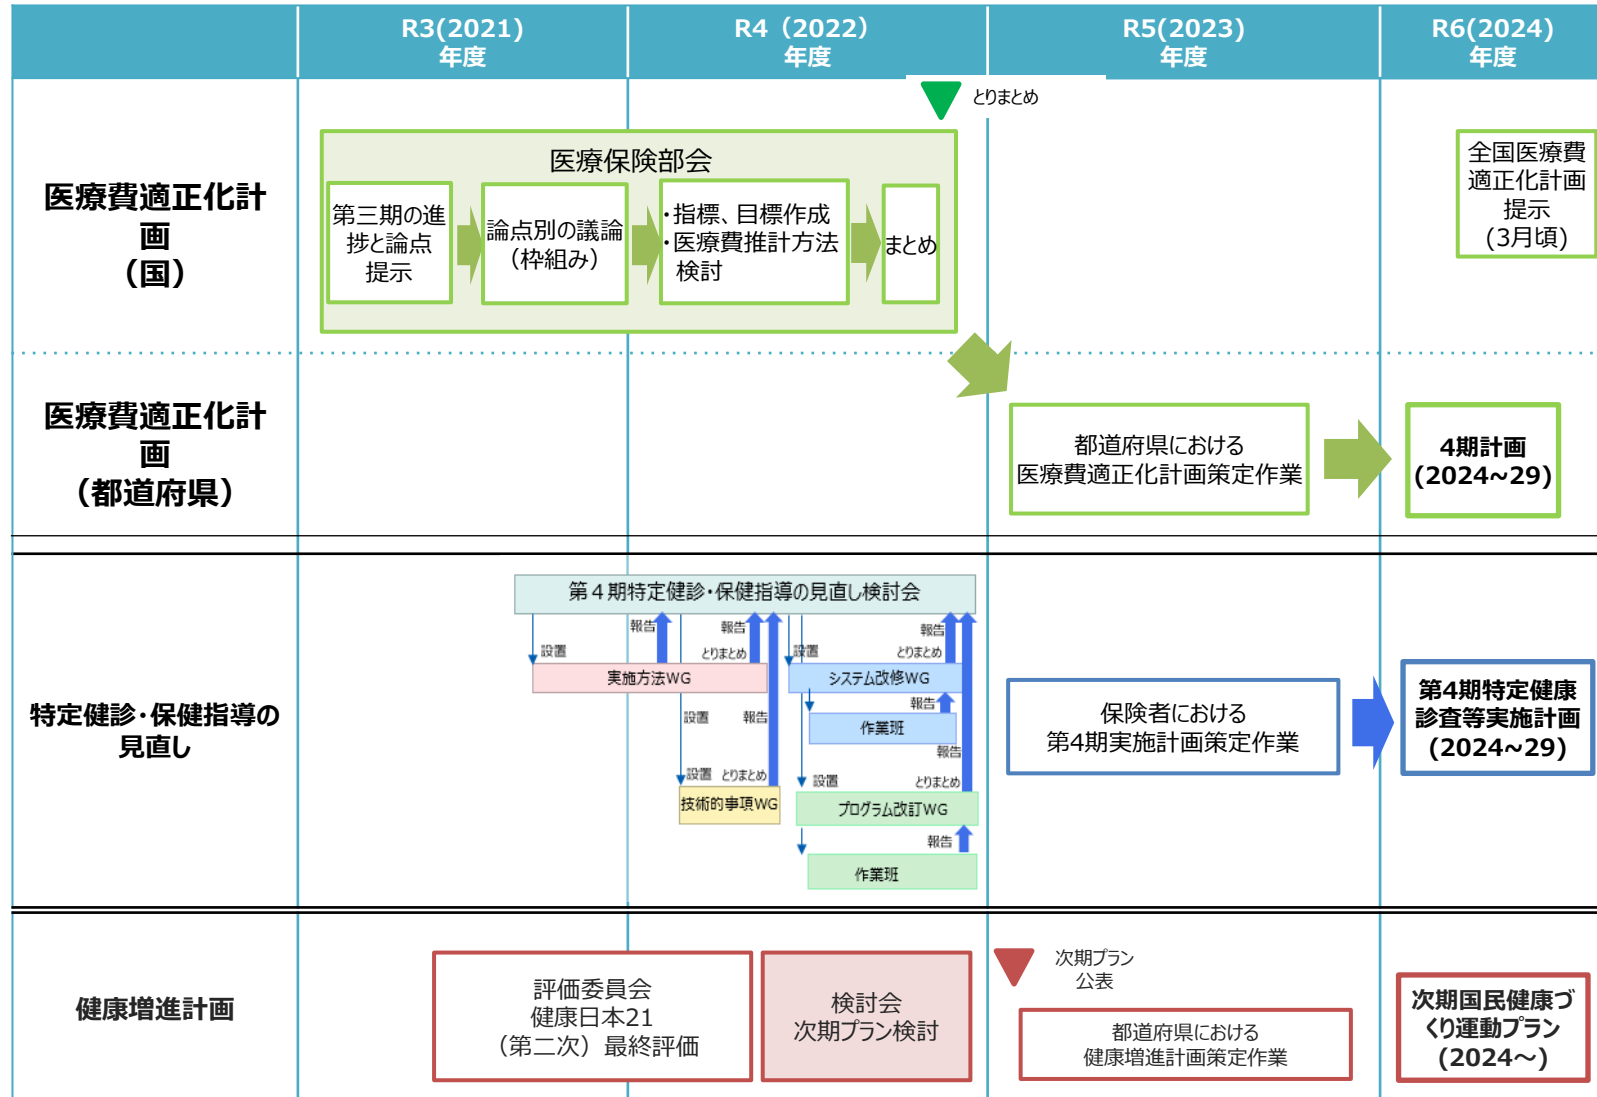 R3(2021)
年度
R4（2022）
年度
R5(2023)
年度
R6(2024)
年度
医療費適正化計
画
（国）
とりまとめ
医療保険部会
第三期の進
捗と論点
提示
論点別の議論
（枠組み）
・指標、目標作成
・医療費推計方法
検討
まとめ
全国医療費
適正化計画
提示
(3月頃)
医療費適正化計
画
（都道府県）
都道府県における
医療費適正化計画策定作業
4期計画
(2024~29)
特定健診・保健指導の
見直し
第４期特定健診・保健指導の見直し検討会
設置
報告
報告
とりまとめ
設置
報告
とりまとめ
実施方法WG
システム改修WG
設置
報告
報告
作業班
報告
設置
とりまとめ
設置
とりまとめ
技術的事項WG
プログラム改訂WG
報告
作業班
保険者における
第4期実施計画策定作業
第4期特定健康
診査等実施計画
(2024~29)
健康増進計画
評価委員会
健康日本21
（第二次）最終評価
検討会
次期プラン検討
次期プラン
公表
都道府県における
健康増進計画策定作業
次期国民健康づ
くり運動プラン
(2024～)